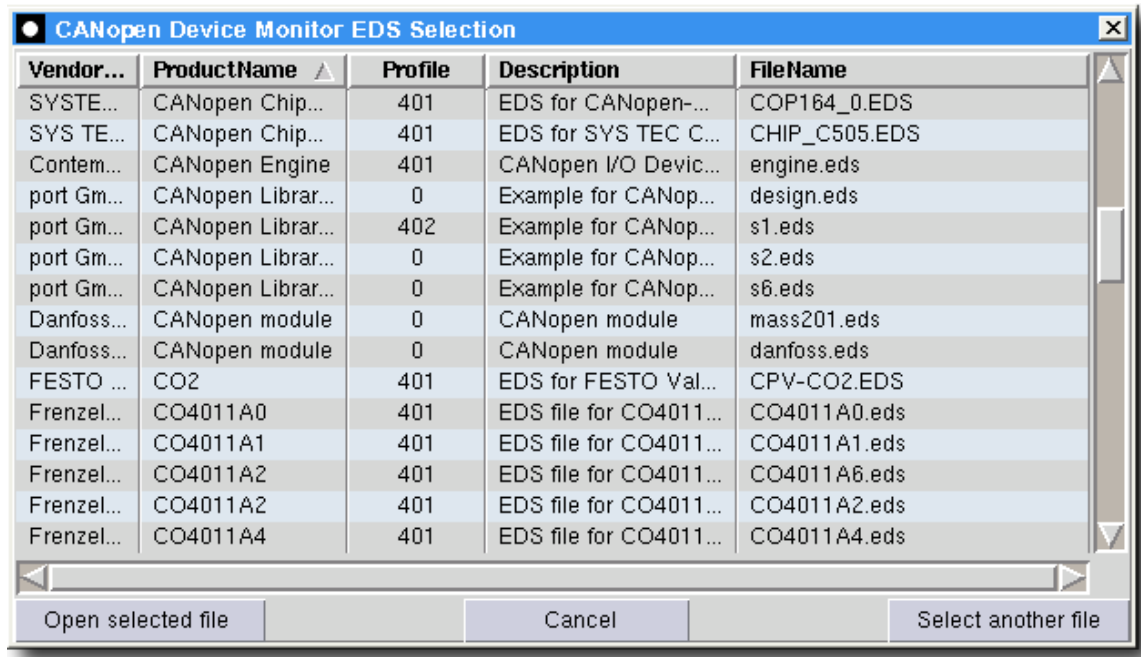 CANopen Device Monitor EDS Selection
Vendor... ProductName Profile Description FileName
SYSTE... CANopen Chip... 401 EDS for CANopen-... COP164_0.EDS
SYS TE... CANopen Chip... 401 EDS for SYS TEC C... CHIP_C505.EDS
Contem... CANopen Engine 401 CANopen I/O Devic... engine.eds
port Gm... CANopen Librar... 0 Example for CANop... design.eds
port Gm... CANopen Librar... 402 Example for CANop... s1.eds
port Gm... CANopen Librar... 0 Example for CANop... s2.eds
port Gm... CANopen Librar... 0 Example for CANop... s6.eds
Danfoss... CANopen module 0 CANopen module mass201.eds
Danfoss... CANopen module 0 CANopen module danfoss.eds
FESTO ... CO2 401 EDS for FESTO Val... CPV-CO2.EDS
Frenzel... CO4011A0 401 EDS file for CO4011... CO4011A0.eds
Frenzel... CO4011A1 401 EDS file for CO4011... CO4011A1.eds
Frenzel... CO4011A2 401 EDS file for CO4011... CO4011A6.eds
Frenzel... CO4011A2 401 EDS file for CO4011... CO4011A2.eds
Frenzel... CO4011A4 401 EDS file for CO4011... CO4011A4.eds
Open selected file Cancel Select another file